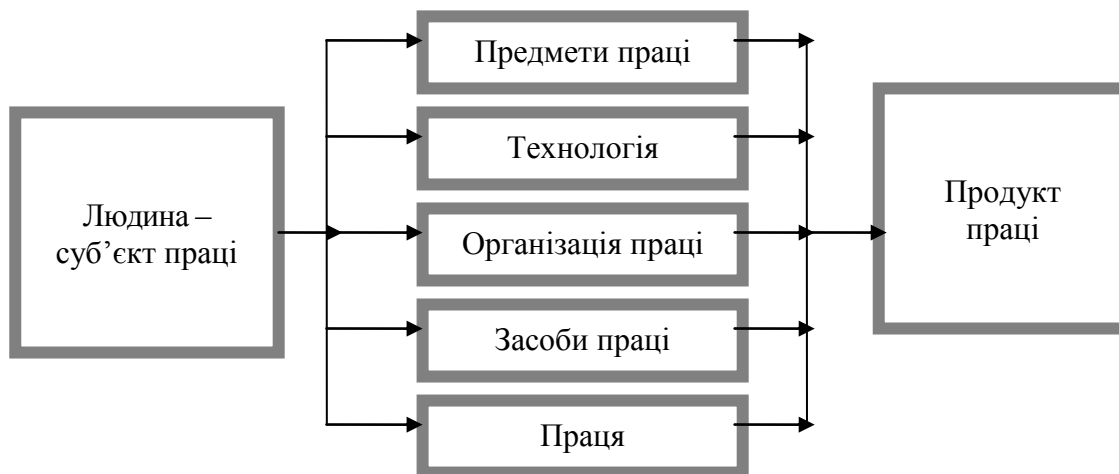 Людина –
суб’єкт праці
Предмети праці
Технологія
Організація праці
Засоби праці
Праця
Продукт
праці